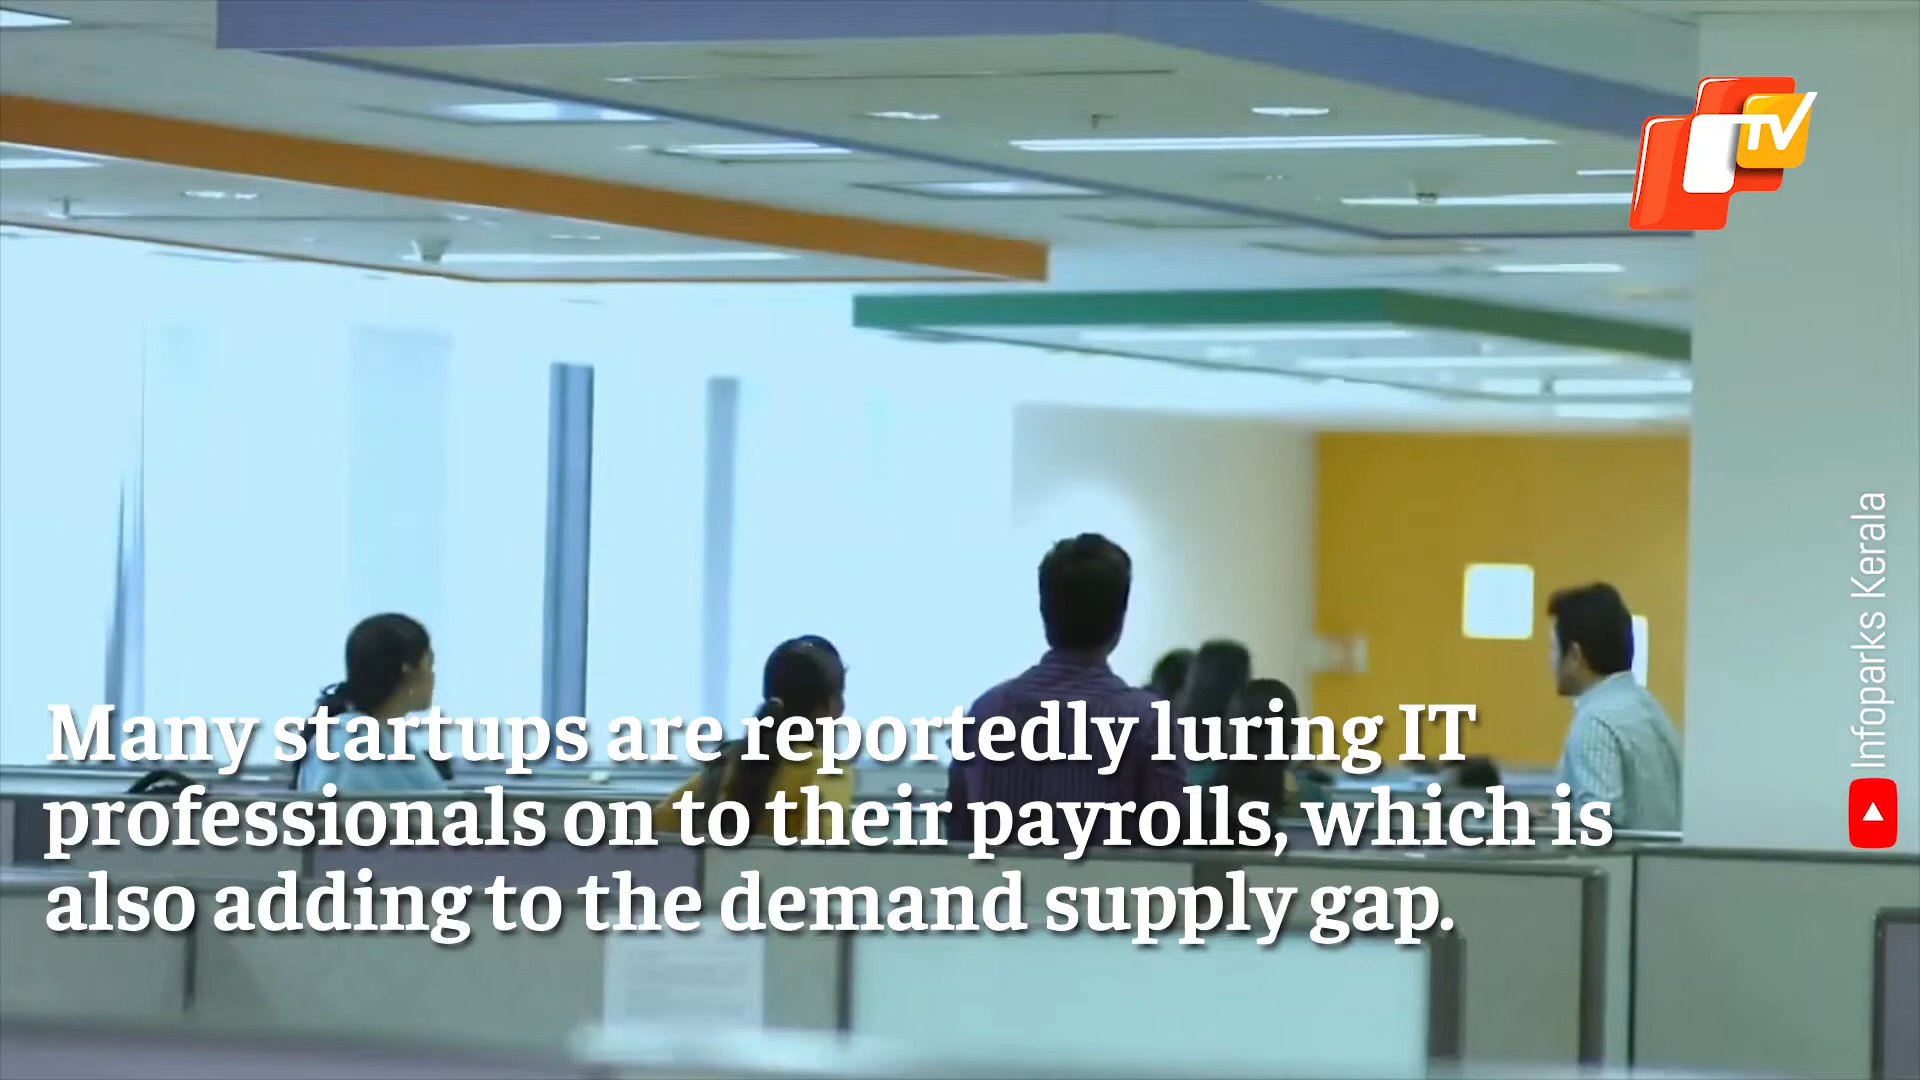 TV
Many startups are reportedly luring IT
professionals on to their payrolls, which is
also adding to the demand supply gap.
Infoparks Kerala